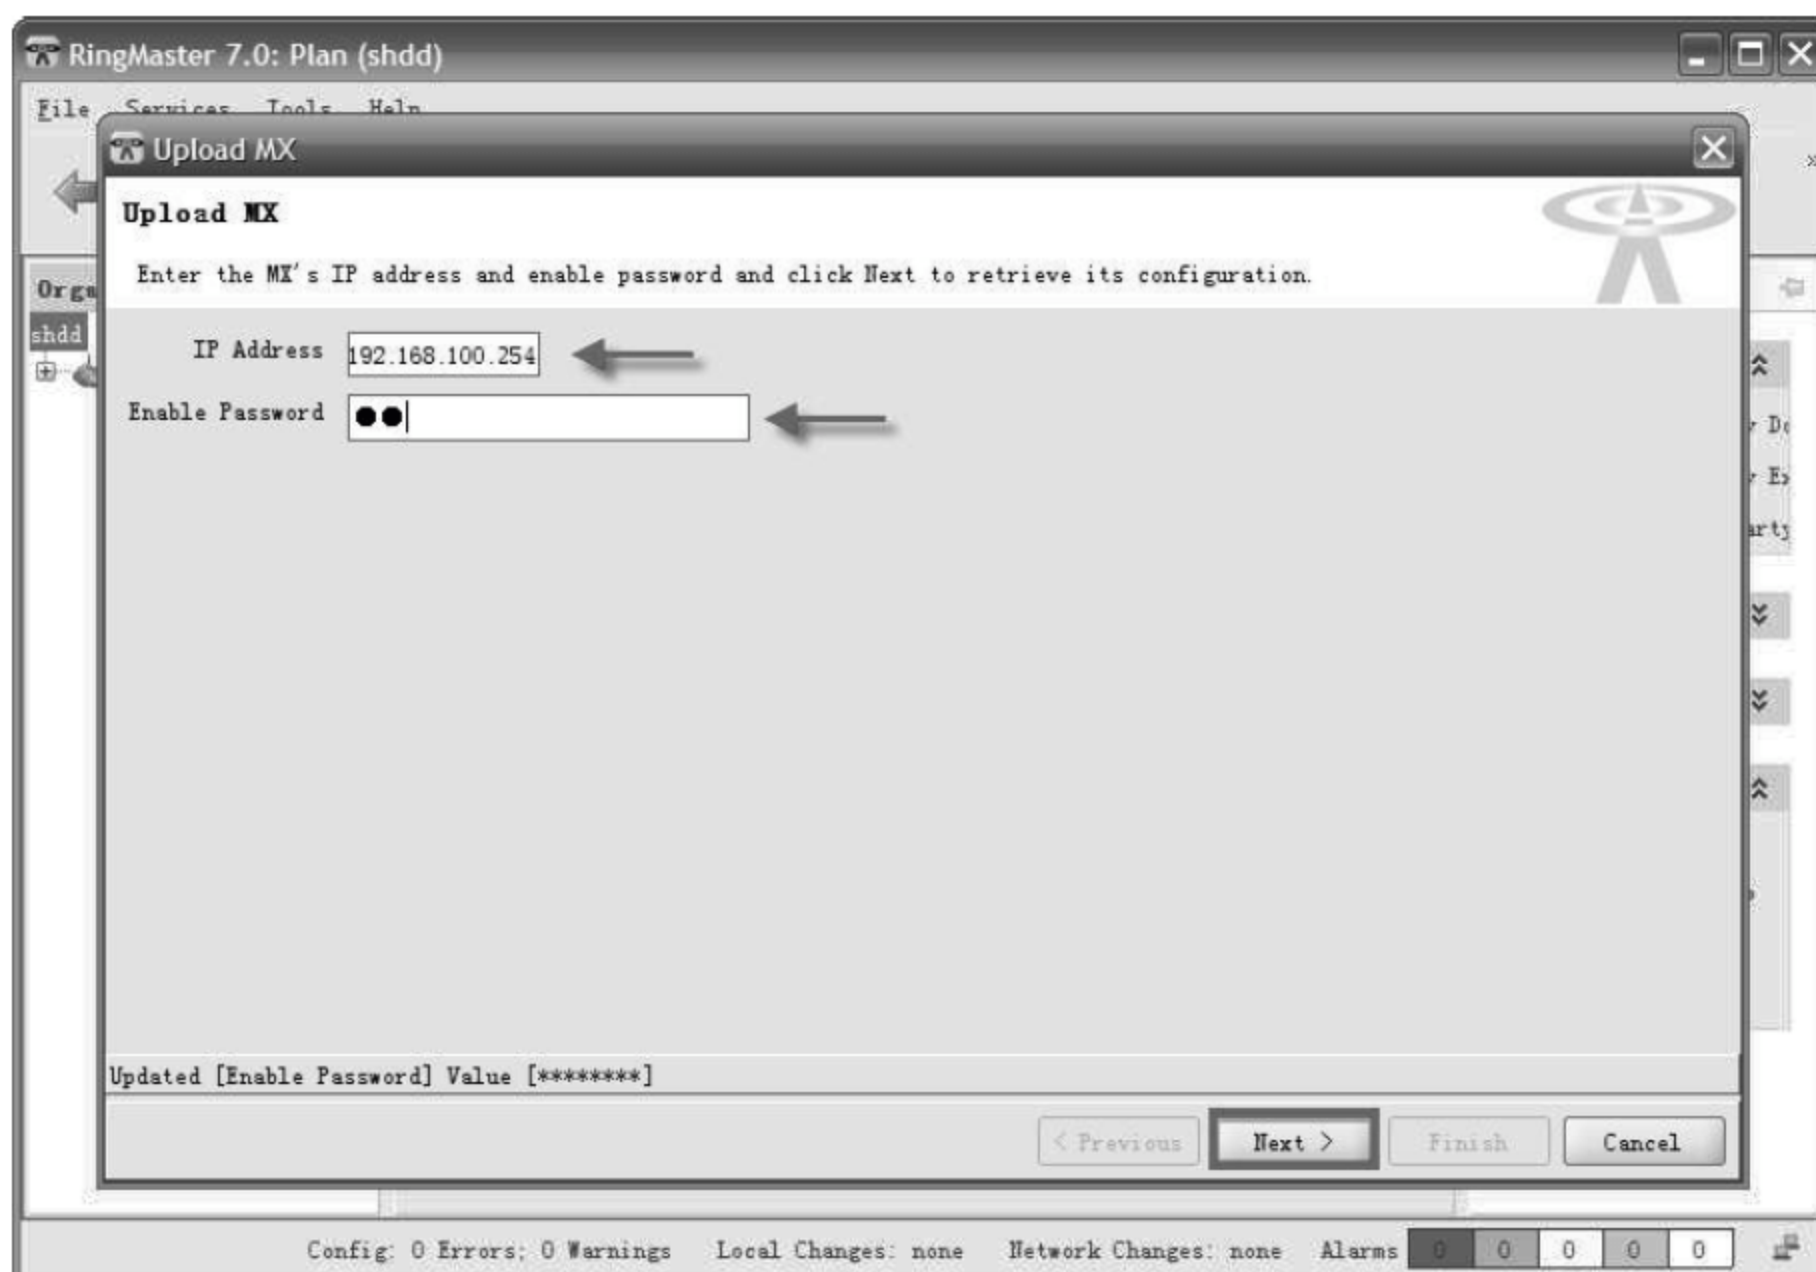 RingMaster 7.0: Plan (shdd)
File Services Tools Help
Upload MX
Upload MX
Enter the MX's IP address and enable password and click Next to retrieve its configuration.
shdd
IP Address 192.168.100.254
Enable Password
Updated [Enable Password] Value [********]
< Previous Next > Finish Cancel
Config: 0 Errors; 0 Warnings Local Changes: none Network Changes: none Alarms 0 0 0 0 0